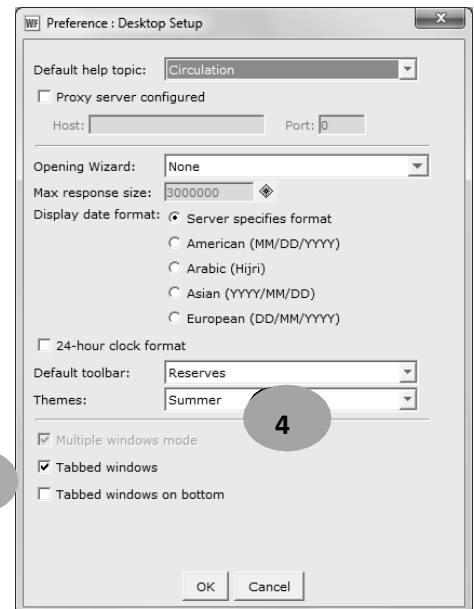 WF Preference : Desktop Setup
Default help topic: Circulation
Proxy server configured
Host: Port: 0
Opening Wizard: None
Max response size: 3000000
Display date format: Server specifies format
American (MM/DD/YYYY)
Arabic (Hijri)
Asian (YYYY/MM/DD)
European (DD/MM/YYYY)
24-hour clock format
Default toolbar: Reserves
Themes: Summer
4
Multiple windows mode
Tabbed windows
Tabbed windows on bottom
OK Cancel